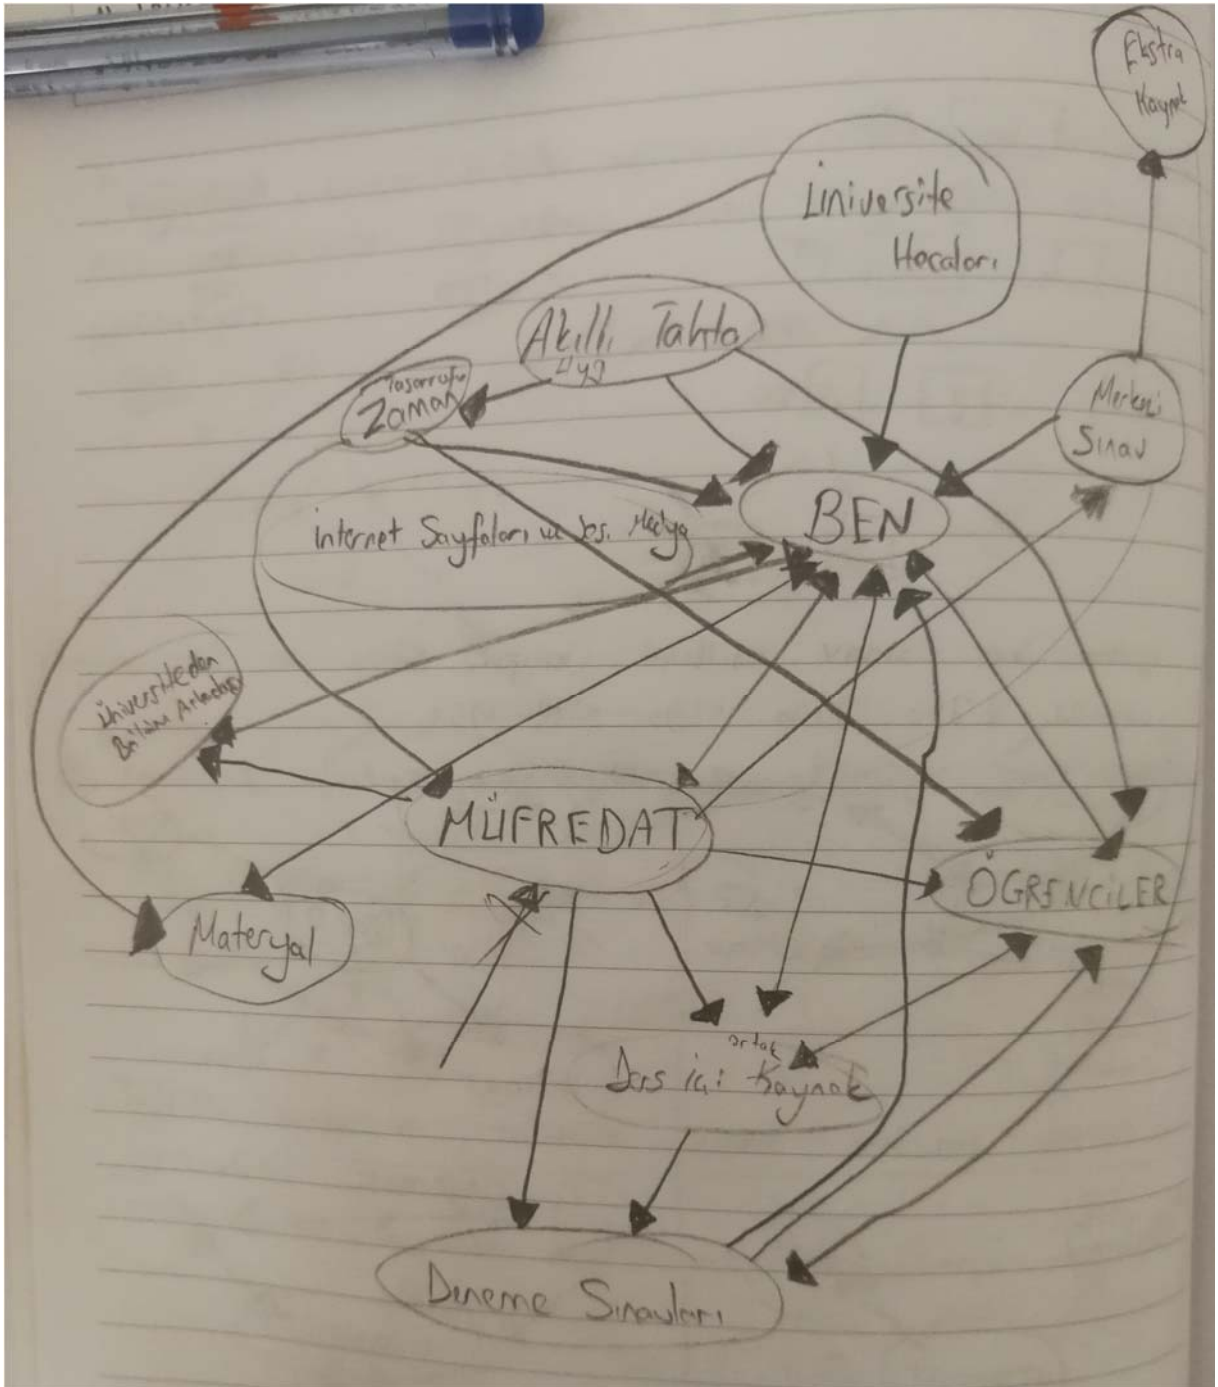 Ekstra
Kaynak
Üniversite
Hocaları
Akıllı Tahta
Tasarrufu
Zaman
Merkezi
Sınav
BEN
İnternet Sayfaları ve Sos. Medya
Üniversiteden
Bölüm Arkadaşı
MÜFREDAT
ÖĞRENCİLER
Materyal
ortak
Ders içi Kaynak
Deneme Sınavları